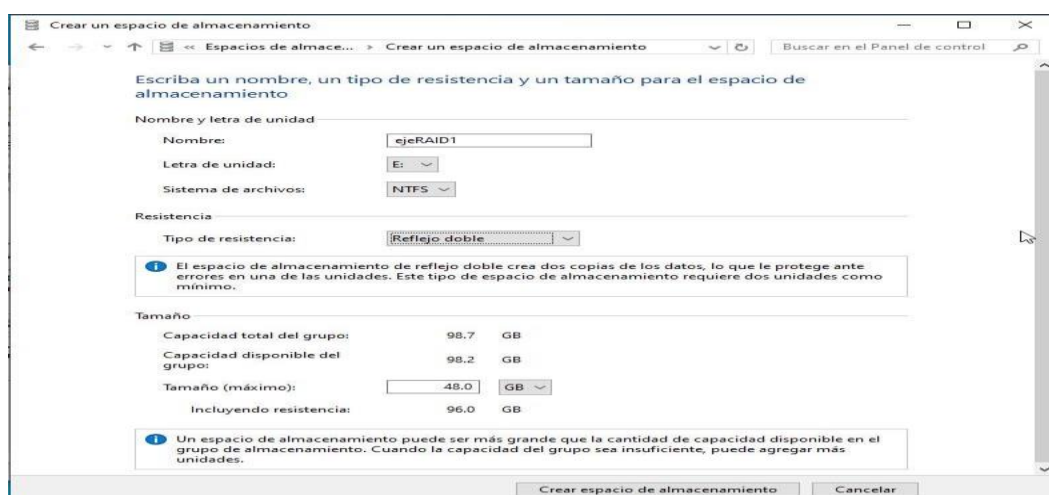 Crear un espacio de almacenamiento
« Espacios de almace... > Crear un espacio de almacenamiento
Buscar en el Panel de control
Escriba un nombre, un tipo de resistencia y un tamaño para el espacio de
almacenamiento
Nombre y letra de unidad
Nombre: ejeRAID1
Letra de unidad: E:
Sistema de archivos: NTFS
Resistencia
Tipo de resistencia: Reflejo doble
El espacio de almacenamiento de reflejo doble crea dos copias de los datos, lo que le protege ante
errores en una de las unidades. Este tipo de espacio de almacenamiento requiere dos unidades como
mínimo.
Tamaño
Capacidad total del grupo: 98.7 GB
Capacidad disponible del
grupo: 98.2 GB
Tamaño (máximo): 48.0 GB
Incluyendo resistencia: 96.0 GB
Un espacio de almacenamiento puede ser más grande que la cantidad de capacidad disponible en el
grupo de almacenamiento. Cuando la capacidad del grupo sea insuficiente, puede agregar más
unidades.
Crear espacio de almacenamiento Cancelar